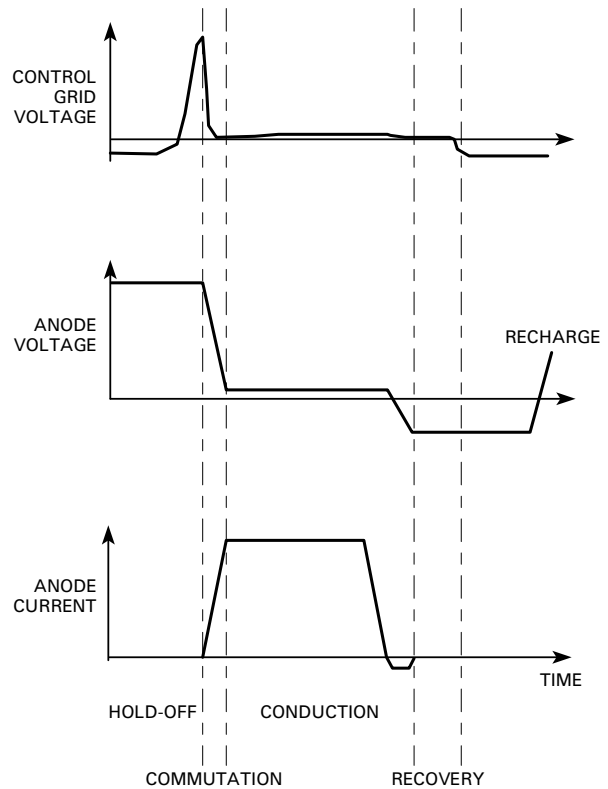 CONTROL
GRID
VOLTAGE
ANODE
VOLTAGE
RECHARGE
ANODE
CURRENT
TIME
HOLD-OFF
CONDUCTION
COMMUTATION
RECOVERY